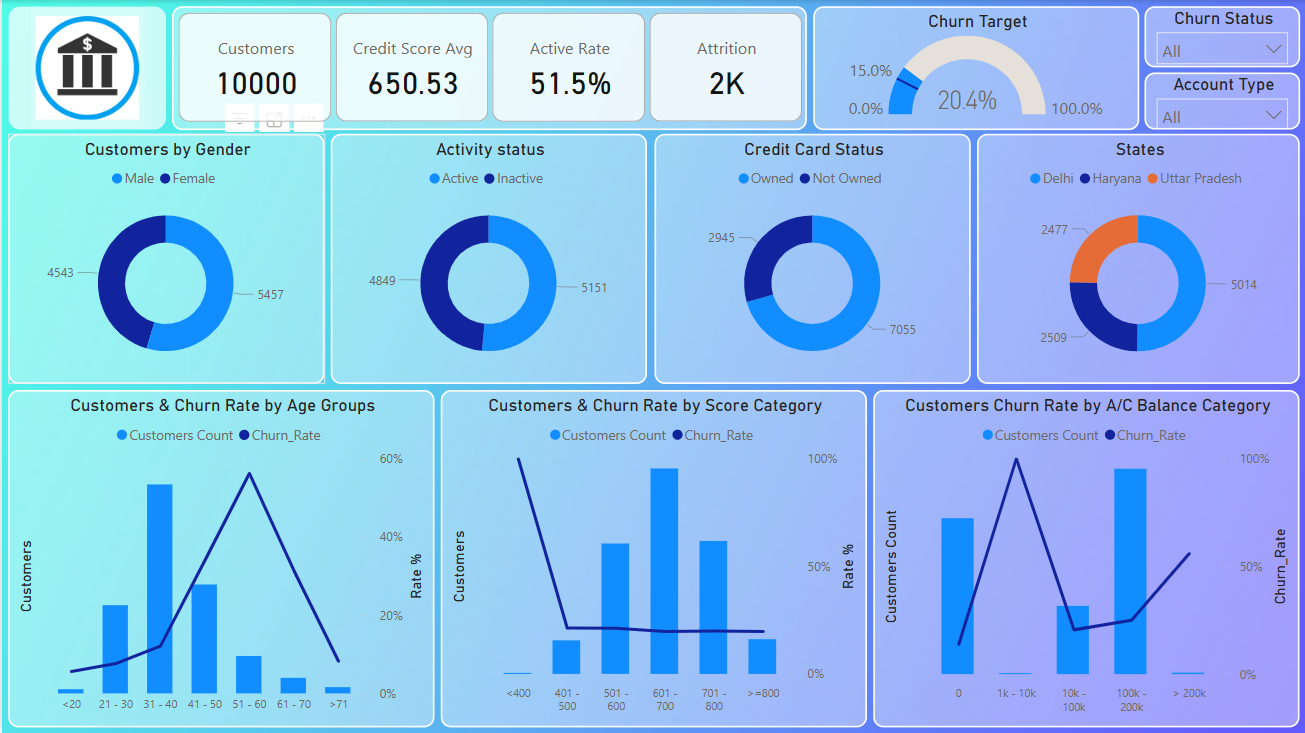 $
Customers
10000
Credit Score Avg
650.53
Active Rate
51.5%
Attrition
2K
Churn Target
15.0%
0.0%
20.4%
100.0%
Churn Status
All
Account Type
All
Customers by Gender
Male Female
4543
5457
Activity status
Active Inactive
4849
5151
Credit Card Status
Owned Not Owned
2945
7055
States
Delhi Haryana Uttar Pradesh
2477
5014
2509
Customers & Churn Rate by Age Groups
Customers Count Churn_Rate
60%
40%
20%
0%
Customers
Rate %
<20 21 - 30 31 - 40 41 - 50 51 - 60 61 - 70 >71
Customers & Churn Rate by Score Category
Customers Count Churn_Rate
100%
50%
0%
Customers
Rate %
<400 401 - 500 501 - 600 601 - 700 701 - 800 >=800
Customers Churn Rate by A/C Balance Category
Customers Count Churn_Rate
100%
50%
0%
Customers Count
Churn_Rate
0 1k - 10k 10k - 100k 100k - 200k > 200k